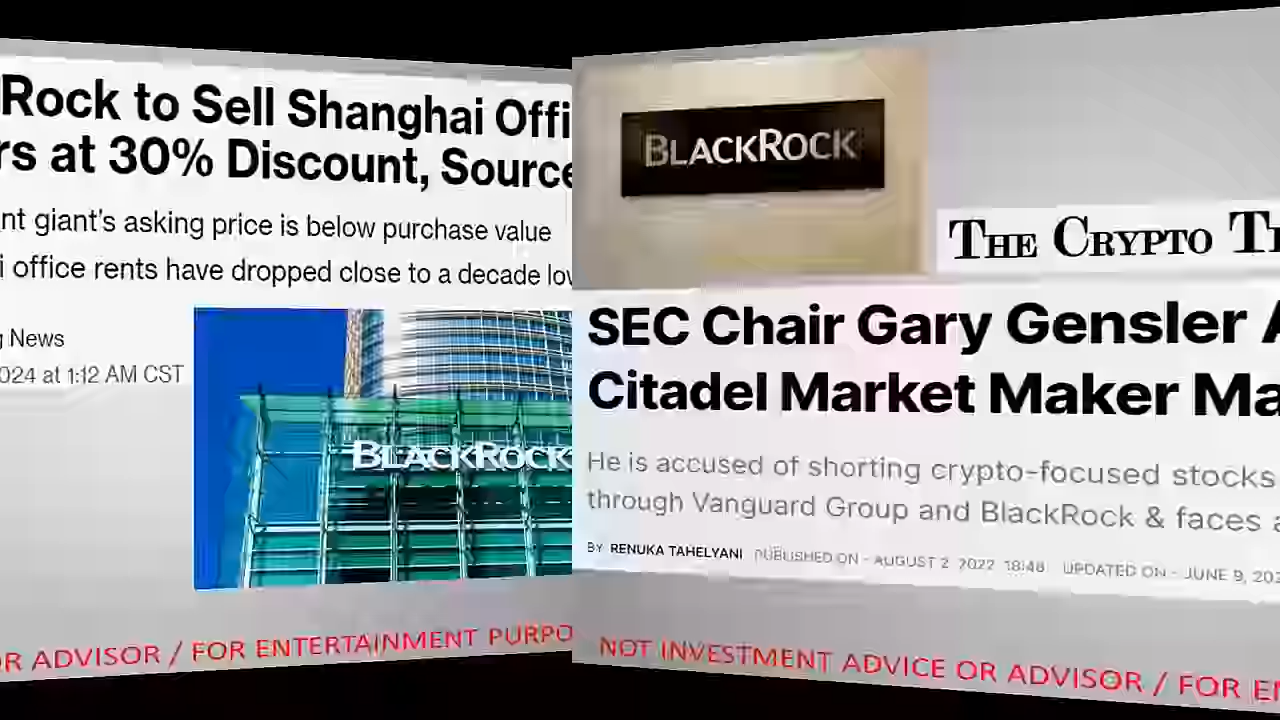 Rock to Sell Shanghai Offi
rs at 30% Discount, Source
nt giant's asking price is below purchase value
i office rents have dropped close to a decade lo
g News
024 at 1:12 AM CST
BLACKROCK
OR ADVISOR / FOR ENTERTAINMENT PURPO
BLACKROCK
THE CRYPTO T
SEC Chair Gary Gensler A
Citadel Market Maker Ma
He is accused of shorting crypto-focused stocks
through Vanguard Group and BlackRock & faces a
BY RENUKA TAHELYANI PUBLISHED ON - AUGUST 2, 2022 18:48 UPDATED ON - JUNE 9, 202
NOT INVESTMENT ADVICE OR ADVISOR / FOR EN